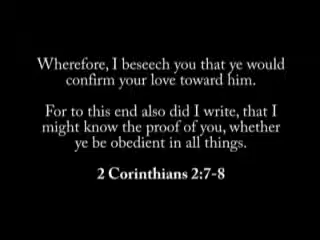 Wherefore, I beseech you that ye would
confirm your love toward him.
For to this end also did I write, that I
might know the proof of you, whether
ye be obedient in all things.
2 Corinthians 2:7-8